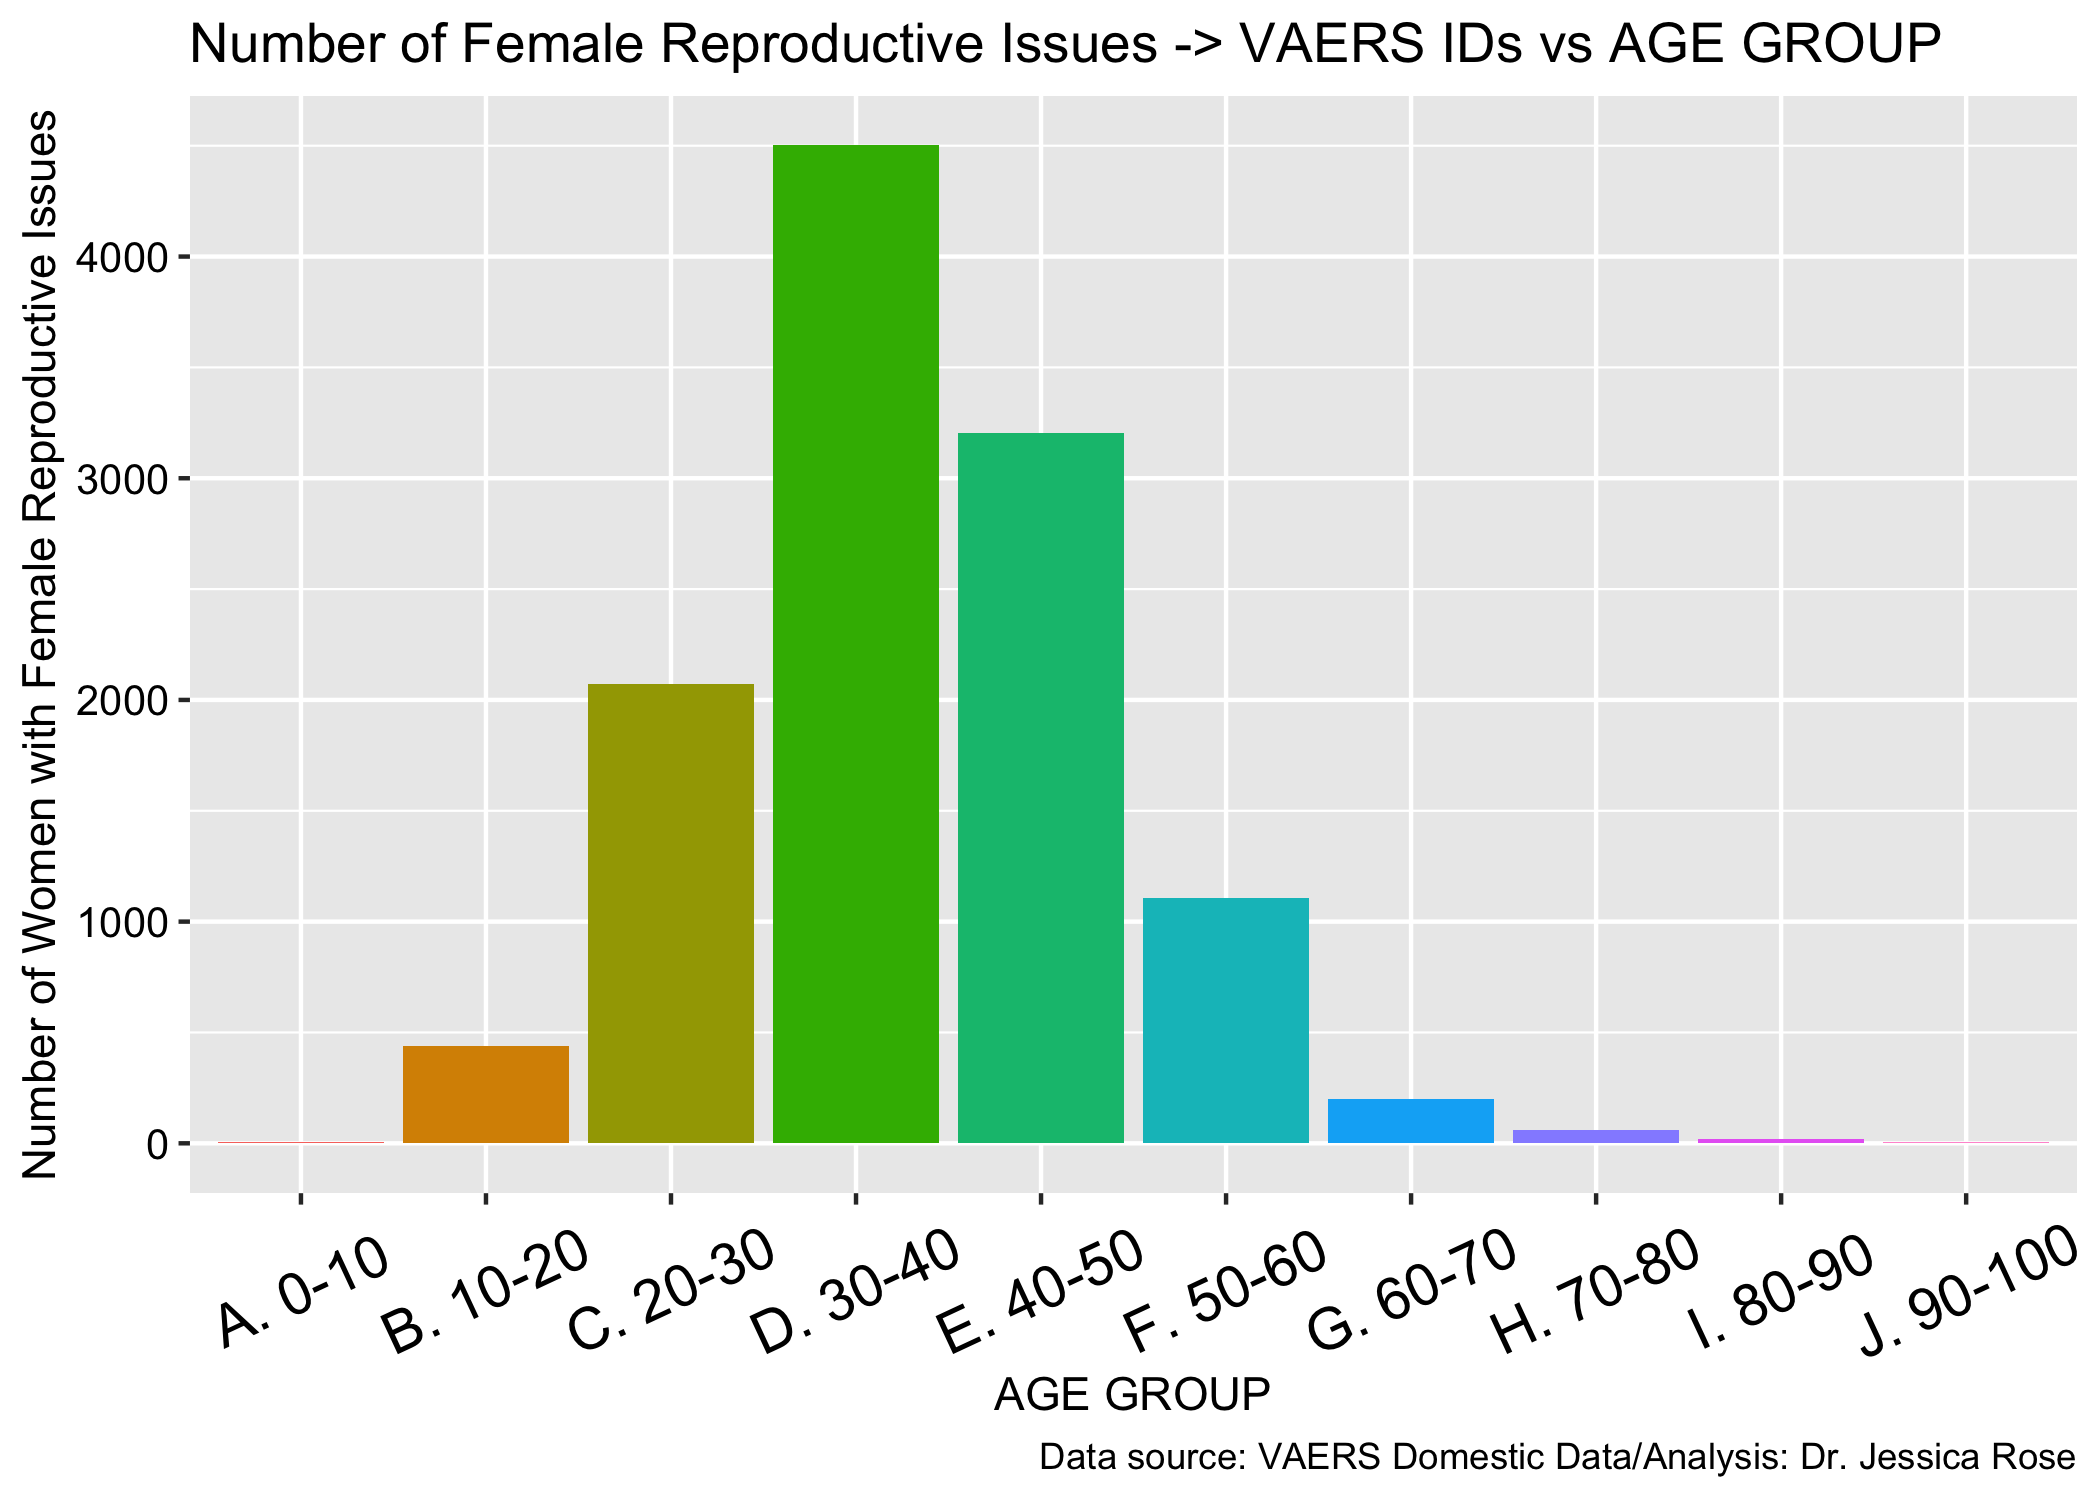 Number of Female Reproductive Issues -> VAERS IDs vs AGE GROUP
Number of Women with Female Reproductive Issues
4000
3000
2000
1000
0
A. 0-10
B. 10-20
C. 20-30
D. 30-40
E. 40-50
F. 50-60
G. 60-70
H. 70-80
I. 80-90
J. 90-100
AGE GROUP
Data source: VAERS Domestic Data/Analysis: Dr. Jessica Rose